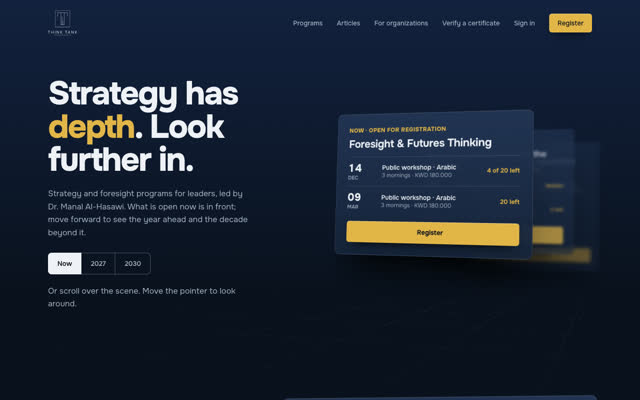 THINK TANK
Programs
Articles
For organizations
Verify a certificate
Sign in
Register
Strategy has
depth. Look
further in.
Strategy and foresight programs for leaders, led by
Dr. Manal Al-Hasawi. What is open now is in front;
move forward to see the year ahead and the decade
beyond it.
Now
2027
2030
Or scroll over the scene. Move the pointer to look
around.
NOW · OPEN FOR REGISTRATION
Foresight & Futures Thinking
14
DEC
Public workshop · Arabic
3 mornings · KWD 180.000
4 of 20 left
09
MAR
Public workshop · Arabic
3 mornings · KWD 180.000
20 left
Register